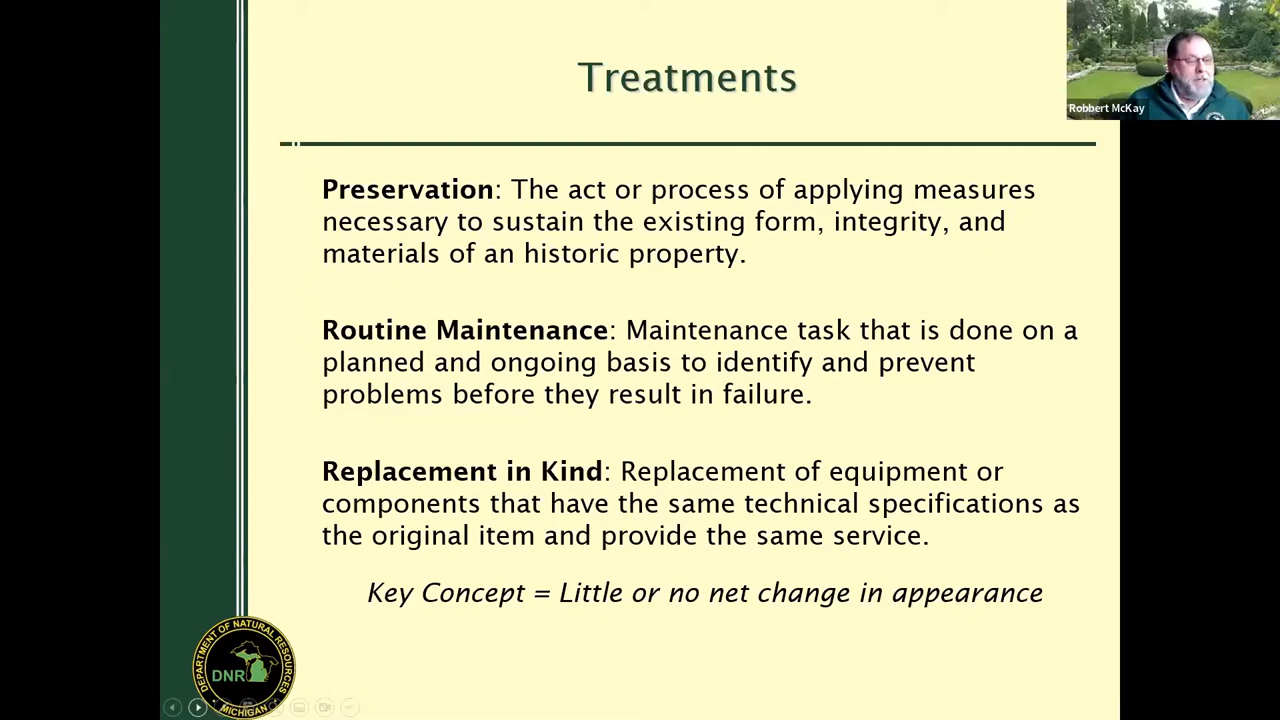 Treatments
Robbert McKay
Preservation: The act or process of applying measures
necessary to sustain the existing form, integrity, and
materials of an historic property.
Routine Maintenance: Maintenance task that is done on a
planned and ongoing basis to identify and prevent
problems before they result in failure.
Replacement in Kind: Replacement of equipment or
components that have the same technical specifications as
the original item and provide the same service.
Key Concept = Little or no net change in appearance
DEPARTMENT OF NATURAL RESOURCES
DNR
MICHIGAN